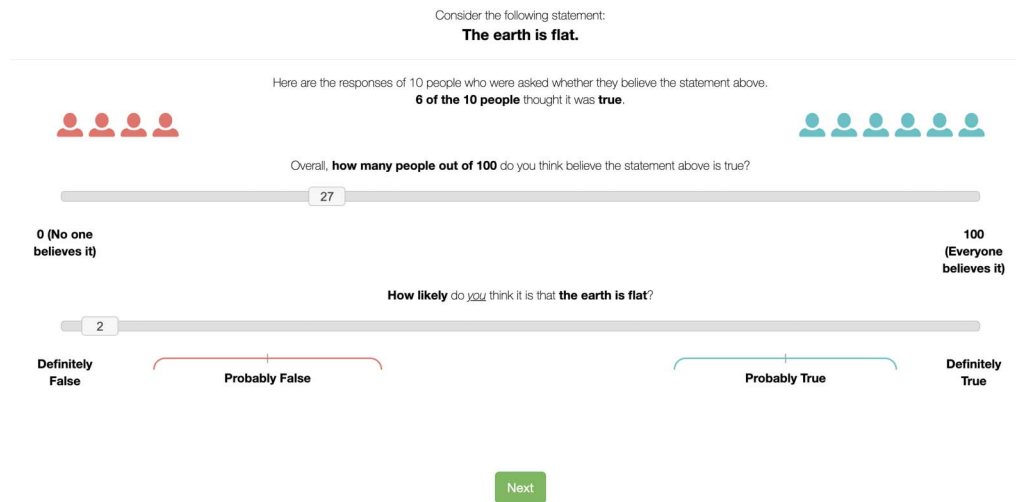 Consider the following statement:
The earth is flat.
Here are the responses of 10 people who were asked whether they believe the statement above.
6 of the 10 people thought it was true.
Overall, how many people out of 100 do you think believe the statement above is true?
27
0 (No one
believes it)
100
(Everyone
believes it)
How likely do you think it is that the earth is flat?
2
Definitely
False
Probably False
Probably True
Definitely
True
Next